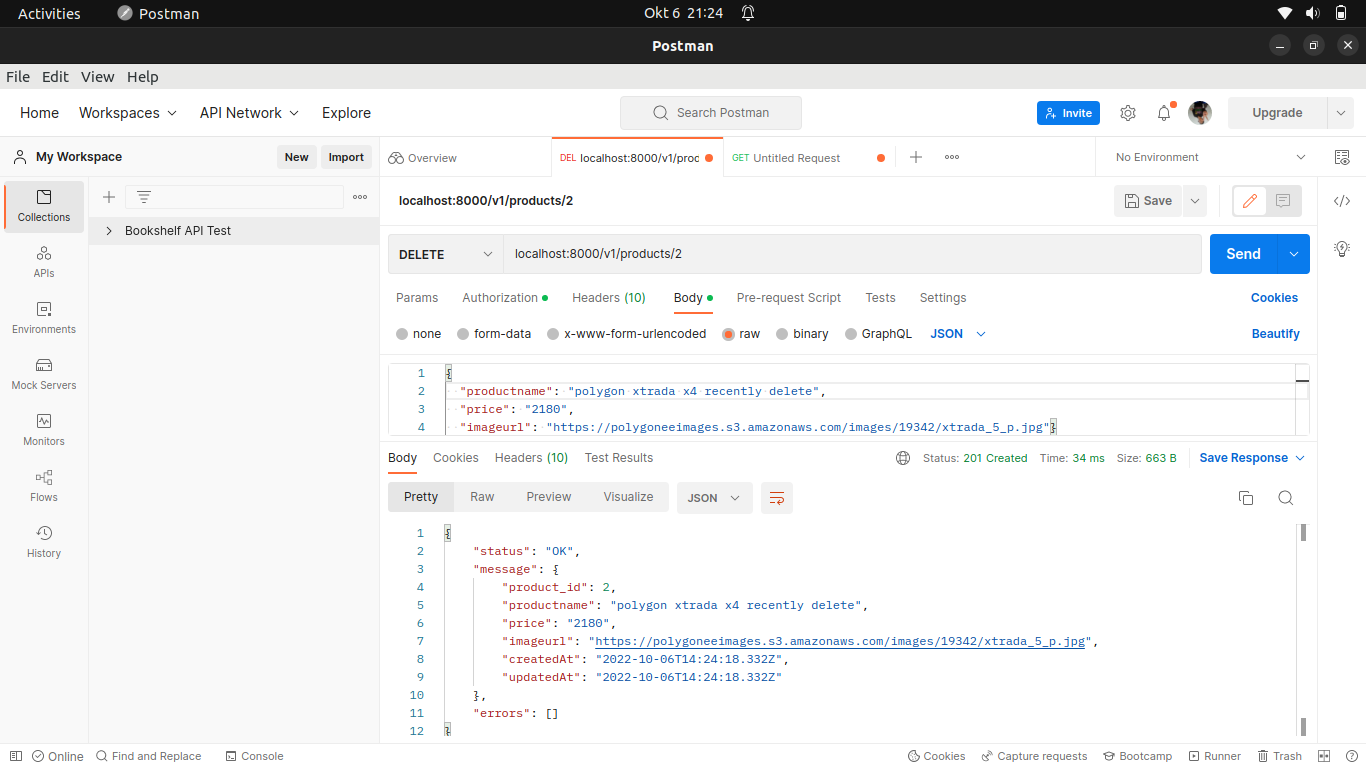 Activities Postman Okt 6 21:24
Postman
File Edit View Help
Home Workspaces API Network Explore Search Postman Invite Upgrade
My Workspace New Import Overview DEL localhost:8000/v1/proc GET Untitled Request No Environment
Collections
APIs
Environments
Mock Servers
Monitors
Flows
History
Bookshelf API Test
localhost:8000/v1/products/2 Save
DELETE localhost:8000/v1/products/2 Send
Params Authorization Headers (10) Body Pre-request Script Tests Settings Cookies
none form-data x-www-form-urlencoded raw binary GraphQL JSON Beautify
1 {
2 "productname": "polygon xtrada x4 recently delete",
3 "price": "2180",
4 "imageurl": "https://polygoneeimages.s3.amazonaws.com/images/19342/xtrada_5_p.jpg"}
Body Cookies Headers (10) Test Results Status: 201 Created Time: 34 ms Size: 663 B Save Response
Pretty Raw Preview Visualize JSON
1 {
2 "status": "OK",
3 "message": {
4 "product_id": 2,
5 "productname": "polygon xtrada x4 recently delete",
6 "price": "2180",
7 "imageurl": "https://polygoneeimages.s3.amazonaws.com/images/19342/xtrada_5_p.jpg",
8 "createdAt": "2022-10-06T14:24:18.332Z",
9 "updatedAt": "2022-10-06T14:24:18.332Z"
10 },
11 "errors": []
12 }
Online Find and Replace Console Cookies Capture requests Bootcamp Runner Trash